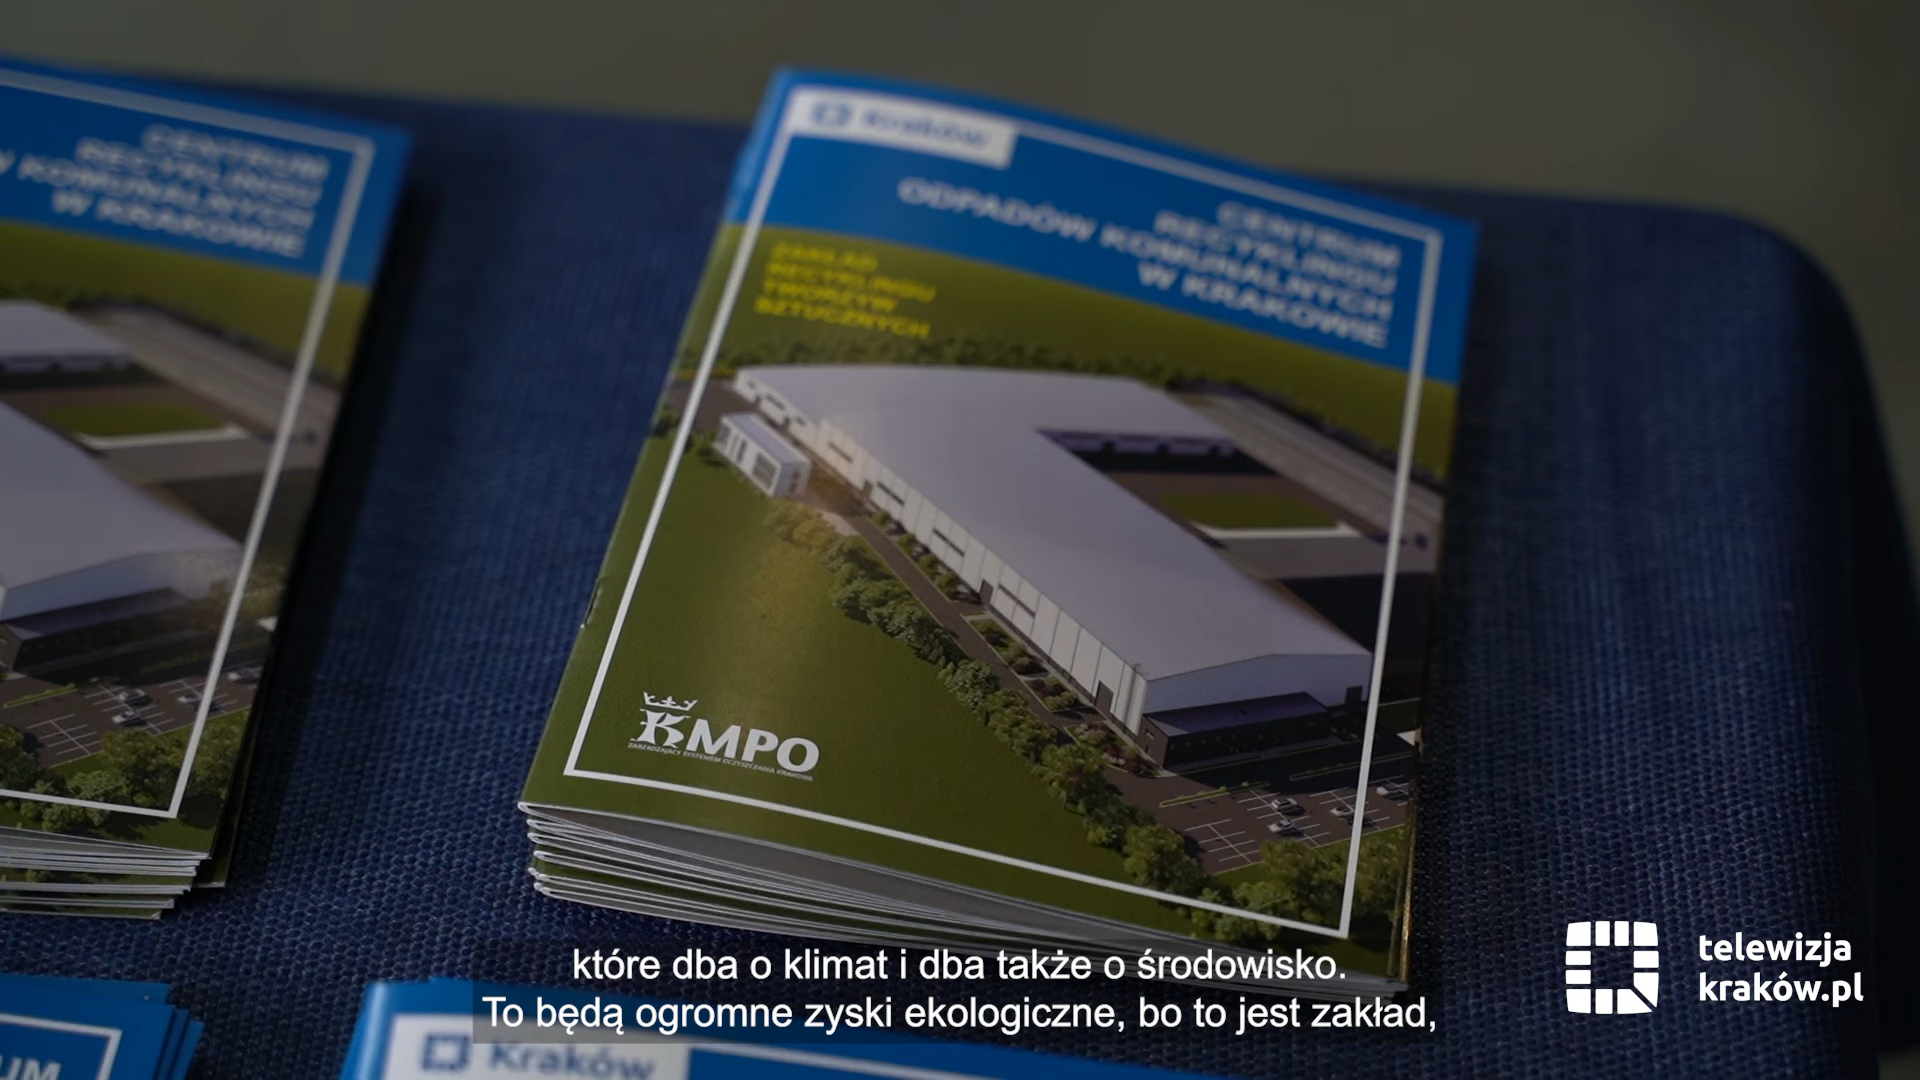 CENTRUM
RECYKLINGU
KOMUNALNYCH
W KRAKOWIE
Kraków
CENTRUM
RECYKLINGU
ODPADÓW KOMUNALNYCH
W KRAKOWIE
ZAKŁAD
RECYKLINGU
TWORZYW
SZTUCZNYCH
MPO
ZARZĄDZAJĄCY SYSTEMEM OCZYSZCZANIA KRAKOWA
które dba o klimat i dba także o środowisko.
To będą ogromne zyski ekologiczne, bo to jest zakład,
telewizja
kraków.pl
Kraków